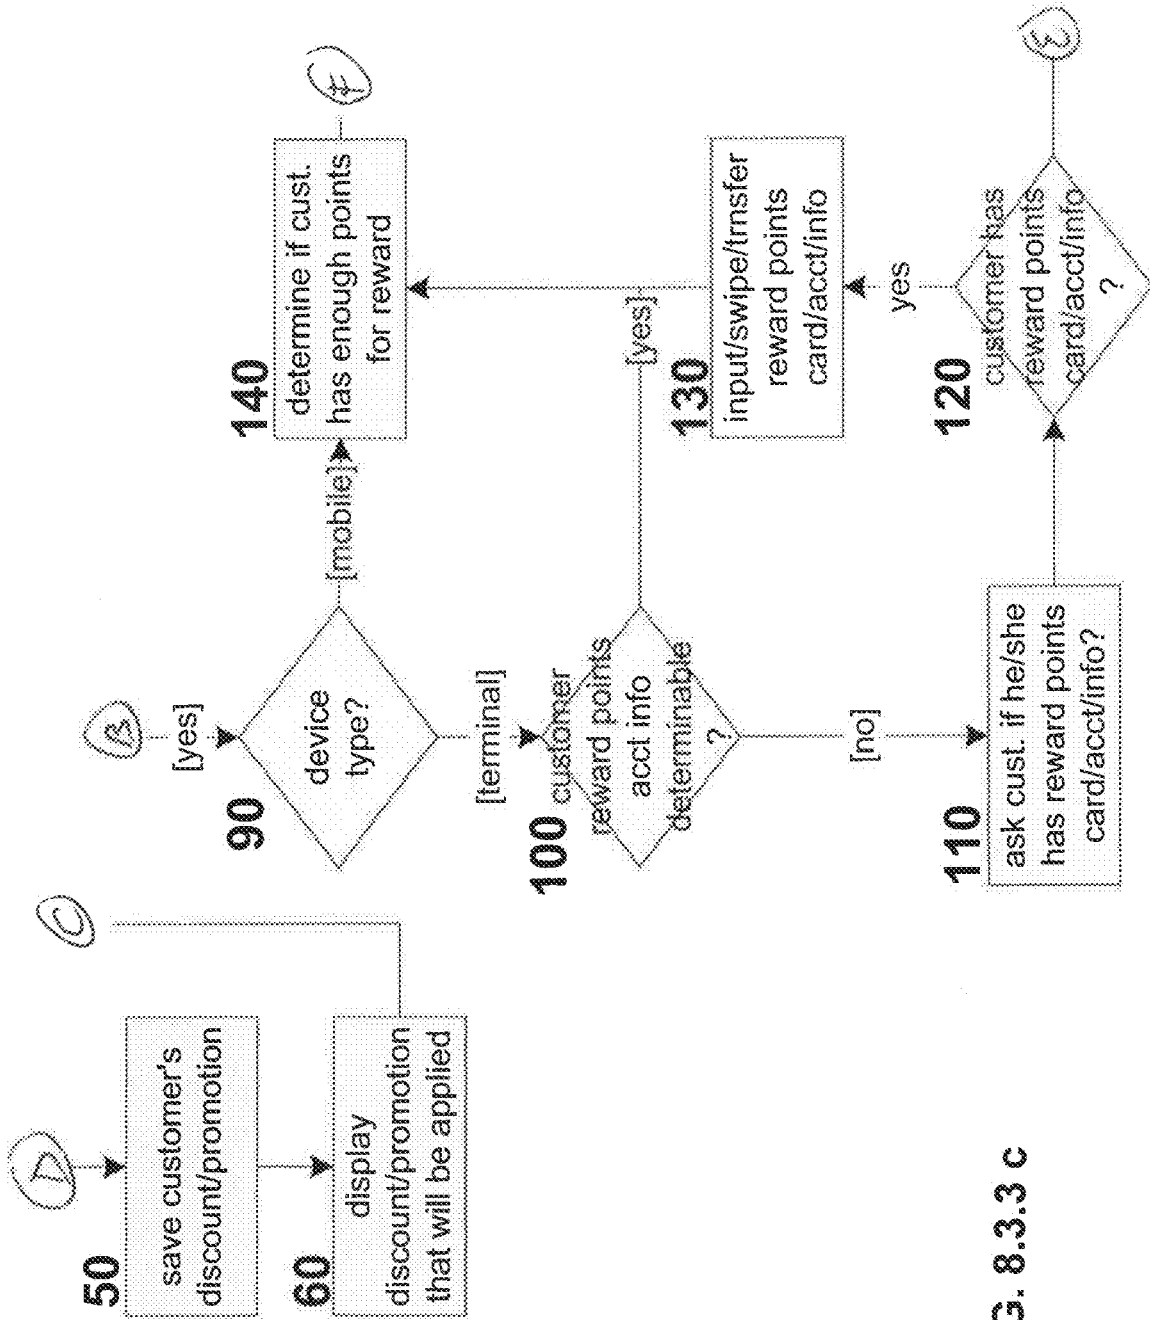 D
50
save customer's
discount/promotion
60
display
discount/promotion
that will be applied
C
B
[yes]
90
device
type?
[mobile]
[terminal]
100
customer
reward points
acct info
determinable
?
[yes]
[no]
110
ask cust. if he/she
has reward points
card/acct/info?
120
customer has
reward points
card/acct/info
?
yes
130
input/swipe/trnsfer
reward points
card/acct/info
140
determine if cust.
has enough points
for reward
F
E
G. 8.3.3 c